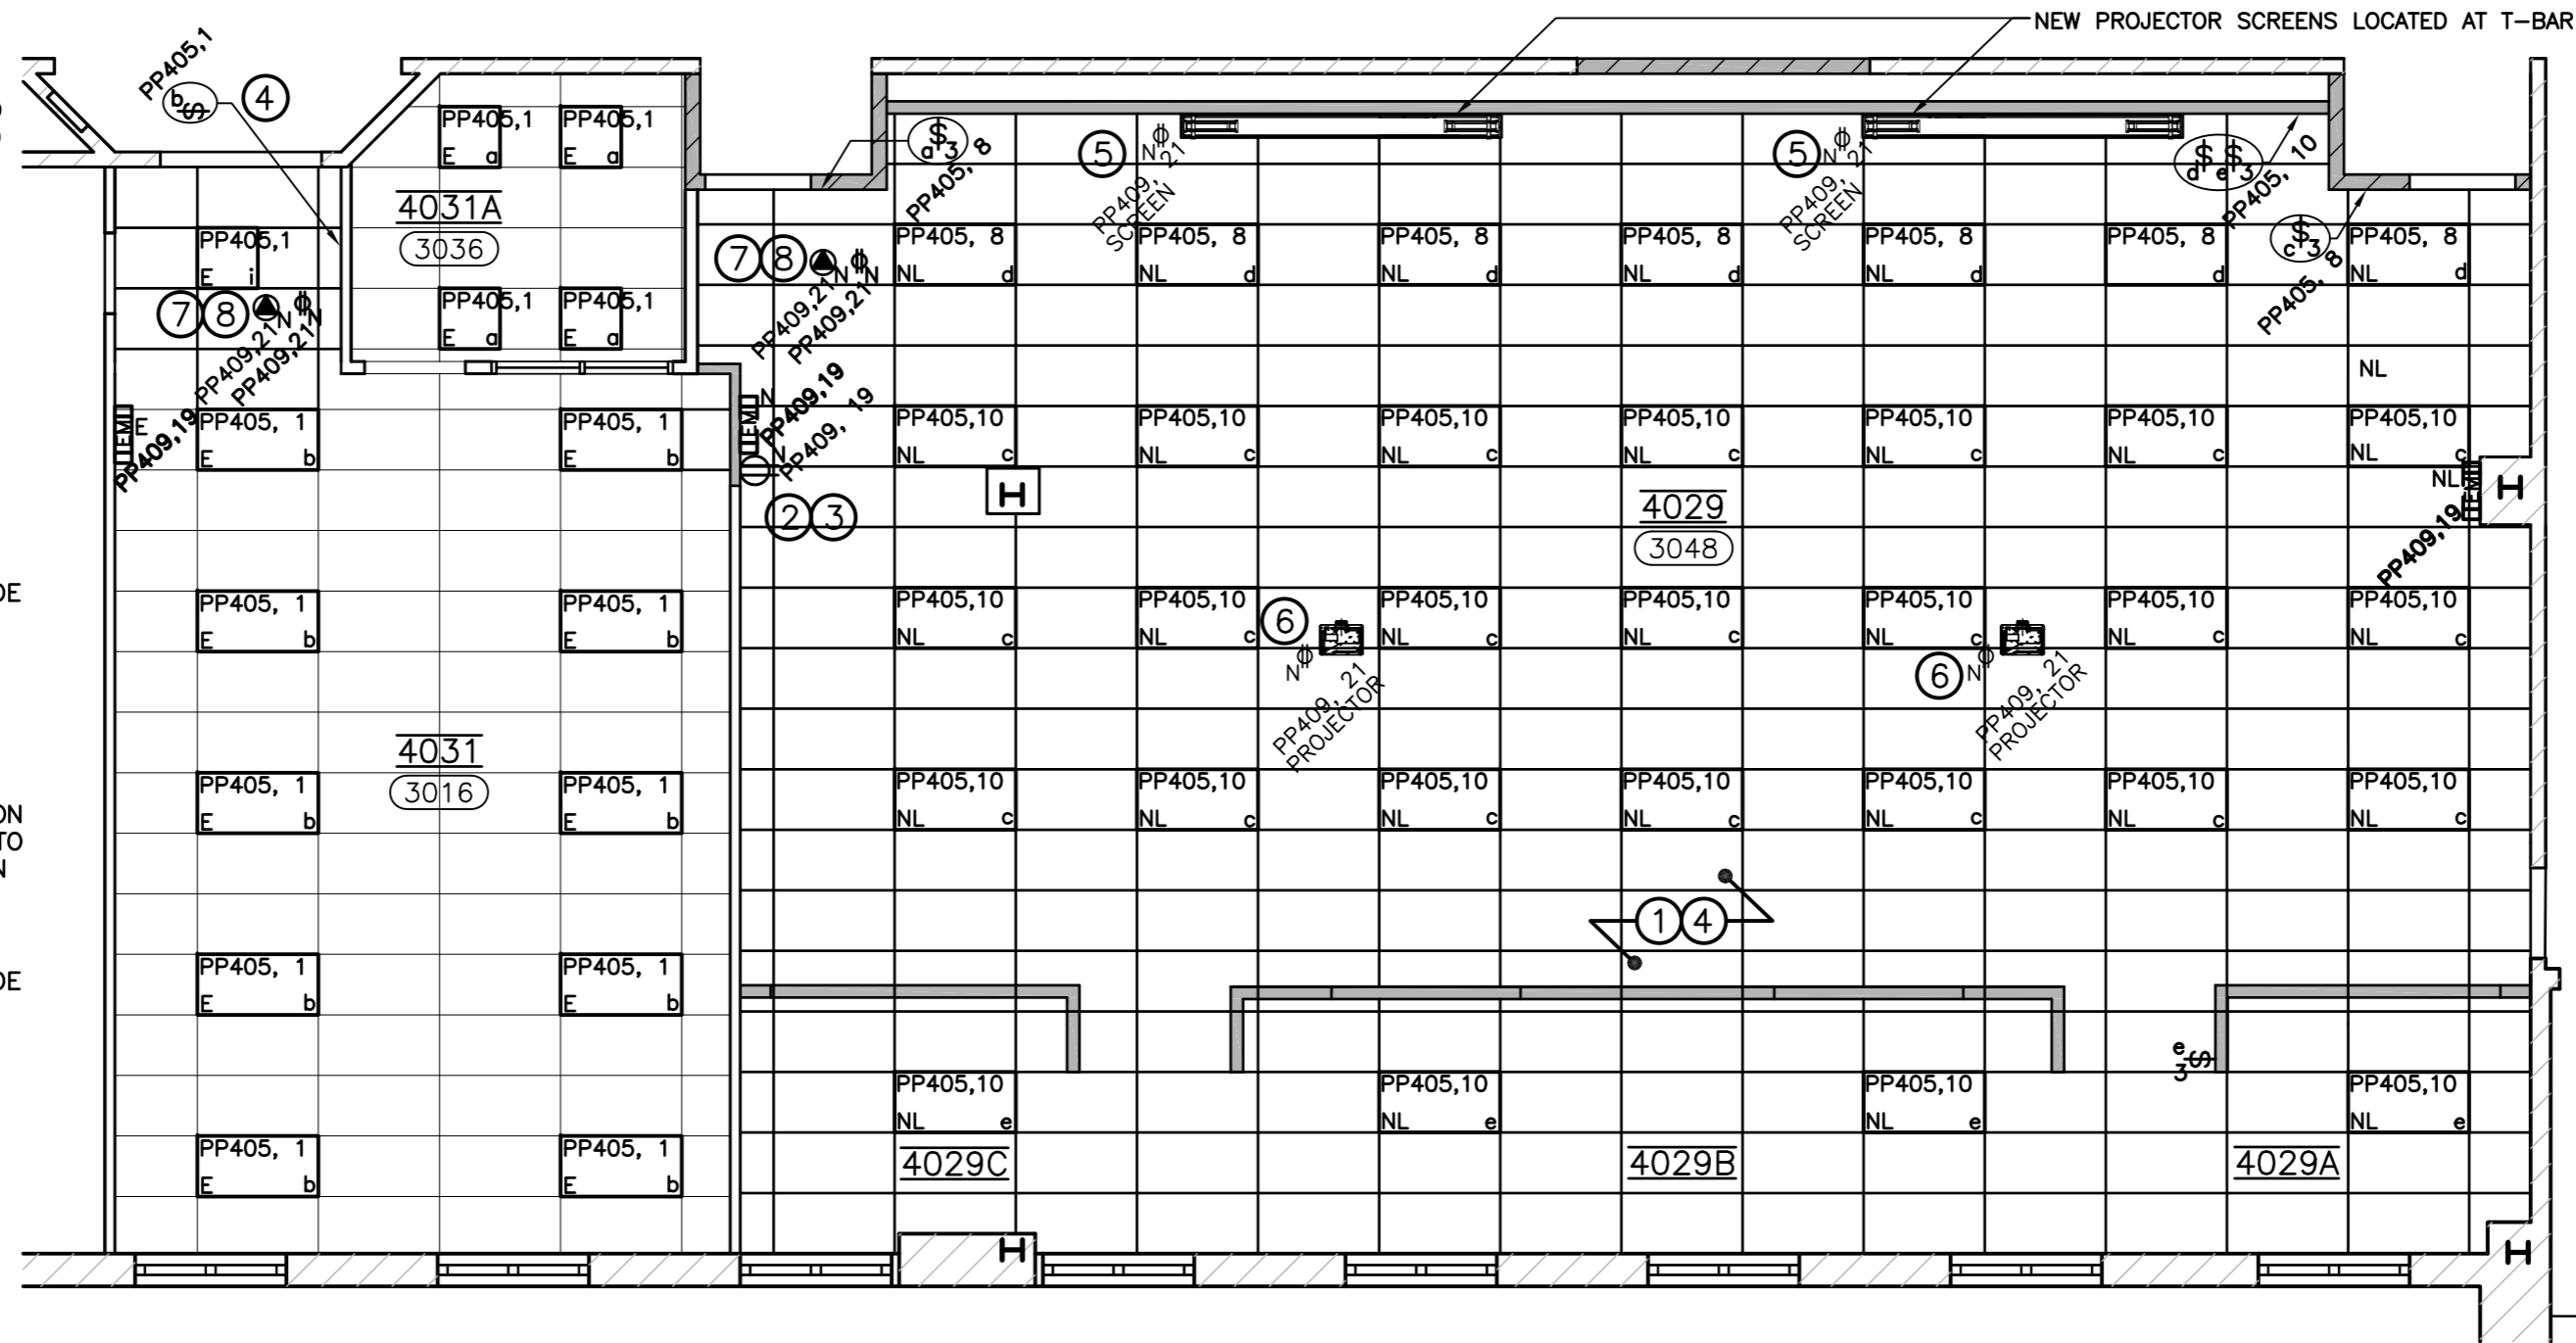 NEW PROJECTOR SCREENS LOCATED AT T-BAR
PP405,1
b
$
4
PP405,1
E a
PP405,1
E a
4031A
3036
PP405,1
E i
PP405,1
E a
PP405,1
E a
7 8 N N
PP409,21
PP409,21
E
EM
PP409,19
PP405, 1
E b
PP405, 1
E b
PP405, 1
E b
PP405, 1
E b
4031
3016
PP405, 1
E b
PP405, 1
E b
PP405, 1
E b
PP405, 1
E b
PP405, 1
E b
PP405, 1
E b
DE
ON
TO
N
DE
$
a 3
PP405, 8
5
N
PP409, 21
SCREEN
5
N
PP409, 21
SCREEN
$ $
d e 3
PP405, 10
$
c 3
PP405, 8
7 8 N N
PP409,21
PP409,21
PP405, 8
NL d
PP405, 8
NL d
PP405, 8
NL d
PP405, 8
NL d
PP405, 8
NL d
PP405, 8
d
PP405, 8
NL d
NL
N
EM
PP409,19
N
PP409, 19
2 3
PP405,10
NL c
PP405,10
NL c
PP405,10
NL c
PP405,10
NL c
PP405,10
NL c
PP405,10
NL c
PP405,10
NL c
H
4029
3048
NL
EM
H
PP409,19
PP405,10
NL c
PP405,10
NL c
PP405,10
NL c
PP405,10
NL c
PP405,10
NL c
PP405,10
NL c
PP405,10
NL c
6
N
PP409, 21
PROJECTOR
6
N
PP409, 21
PROJECTOR
PP405,10
NL c
PP405,10
NL c
PP405,10
NL c
PP405,10
NL c
PP405,10
NL c
PP405,10
NL c
PP405,10
NL c
1 4
e
3 $
PP405,10
NL e
PP405,10
NL e
PP405,10
NL e
PP405,10
NL e
4029C
4029B
4029A
H
H